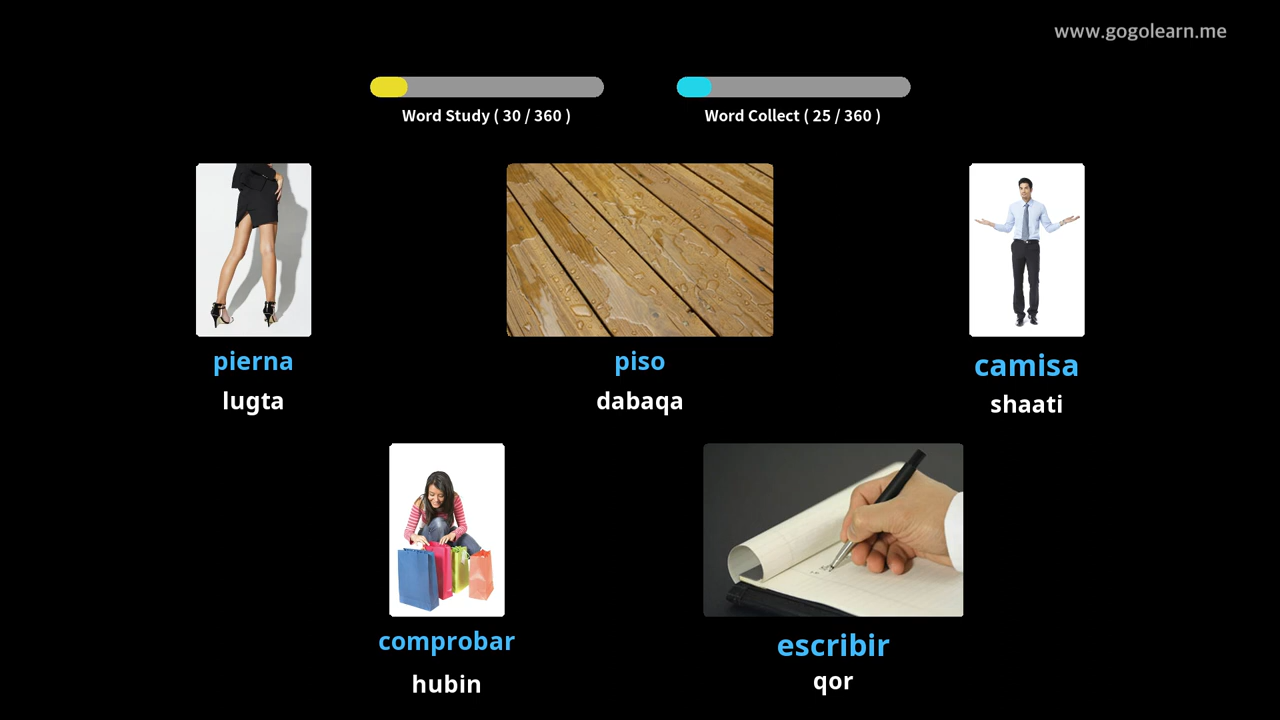 www.gogolearn.me
Word Study ( 30 / 360 )
Word Collect ( 25 / 360 )
pierna
lugta
piso
dabaqa
camisa
shaati
comprobar
hubin
escribir
qor